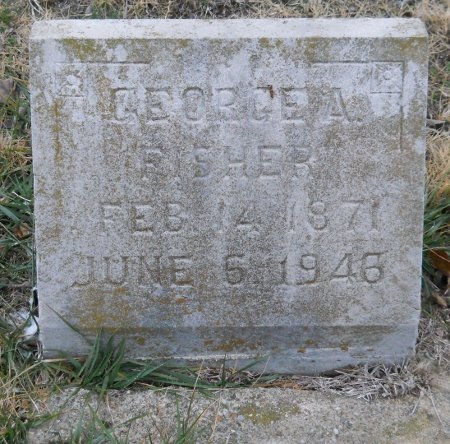 GEORGE A.
"FISHER"
FEB. 14 1871
JUNE 6, 1946